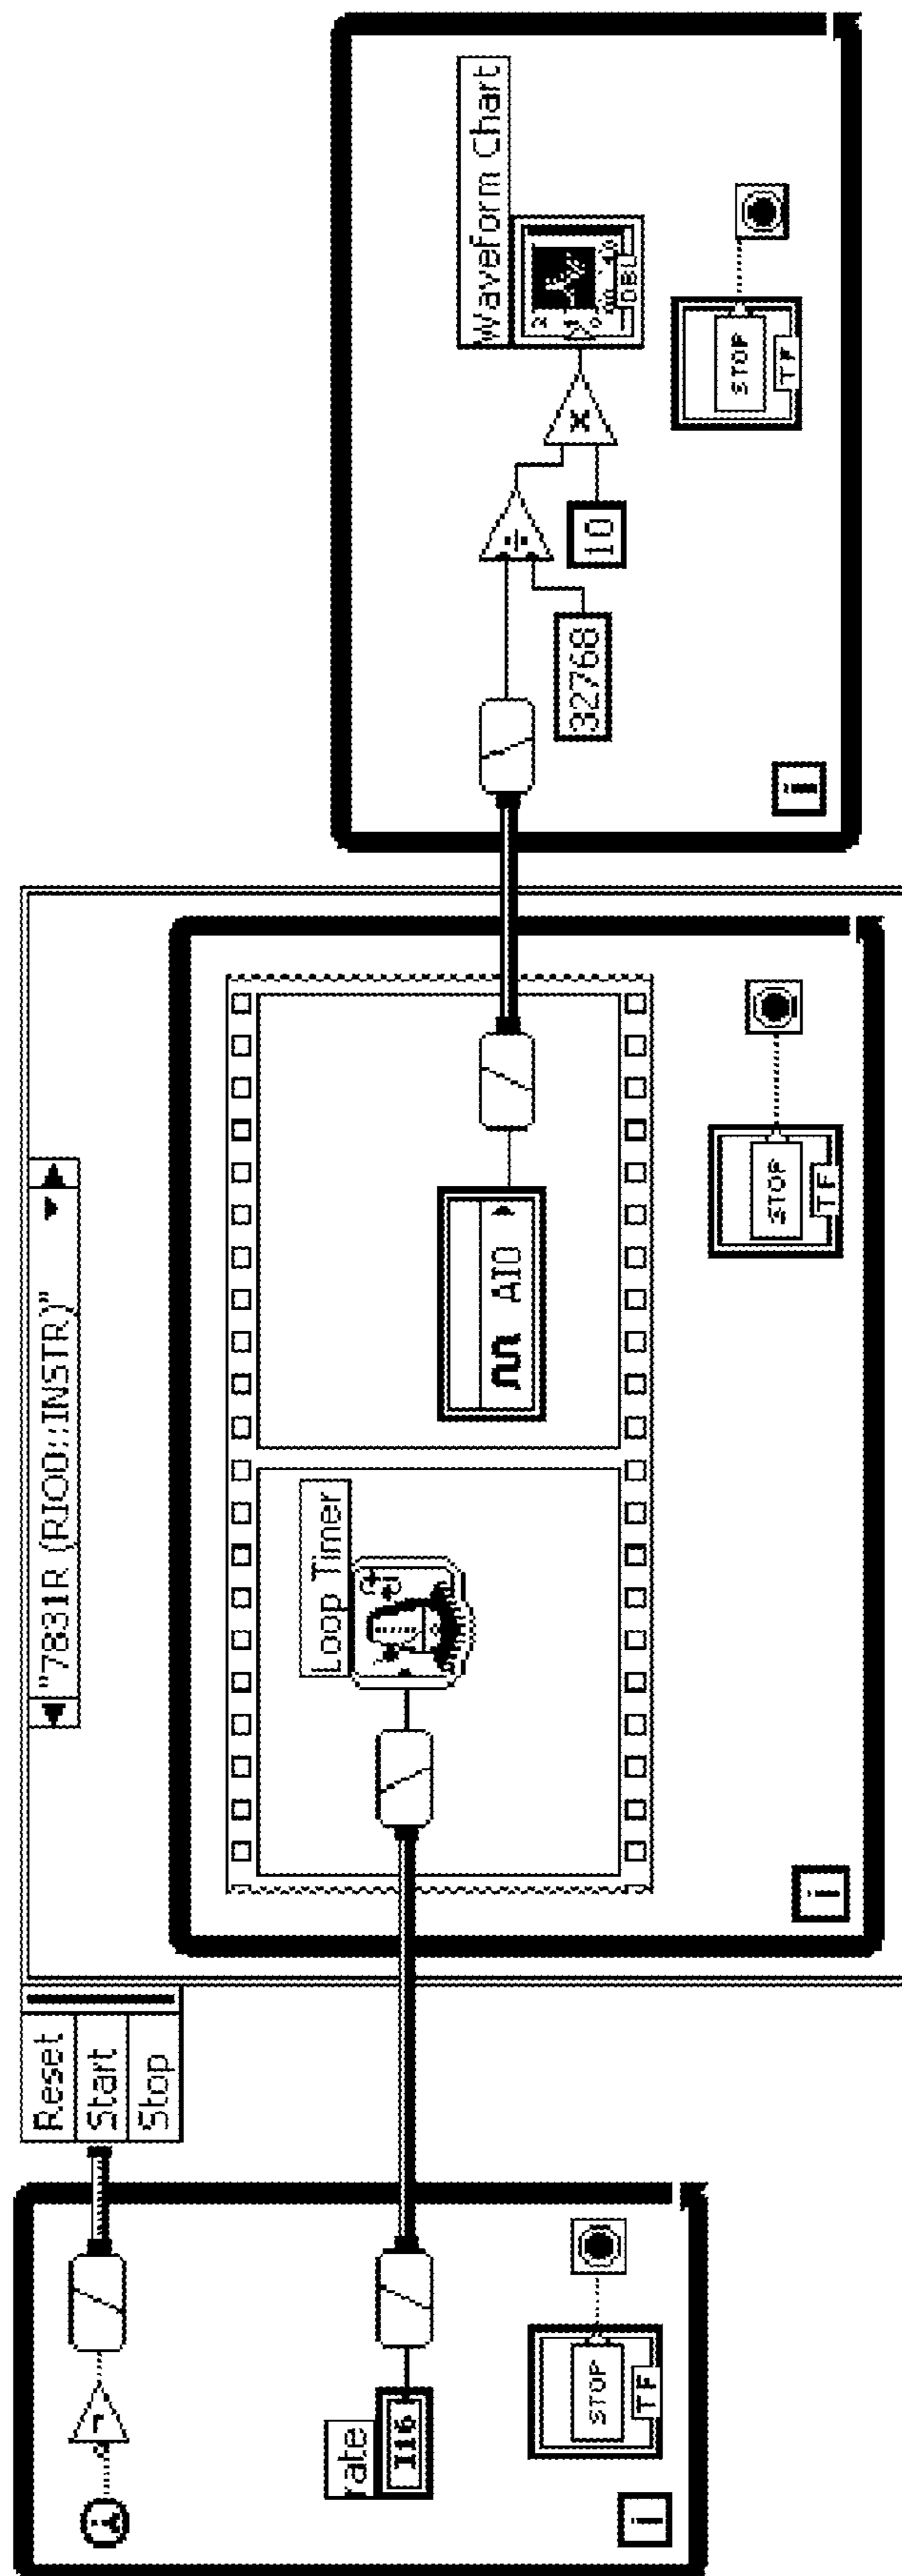 Reset
Start
Stop
rate
I16
STOP
TF
i
"7831R (RIO0::INSTR)"
Loop Timer
AI0
STOP
TF
i
32768
10
Waveform Chart
DBL
STOP
TF
i